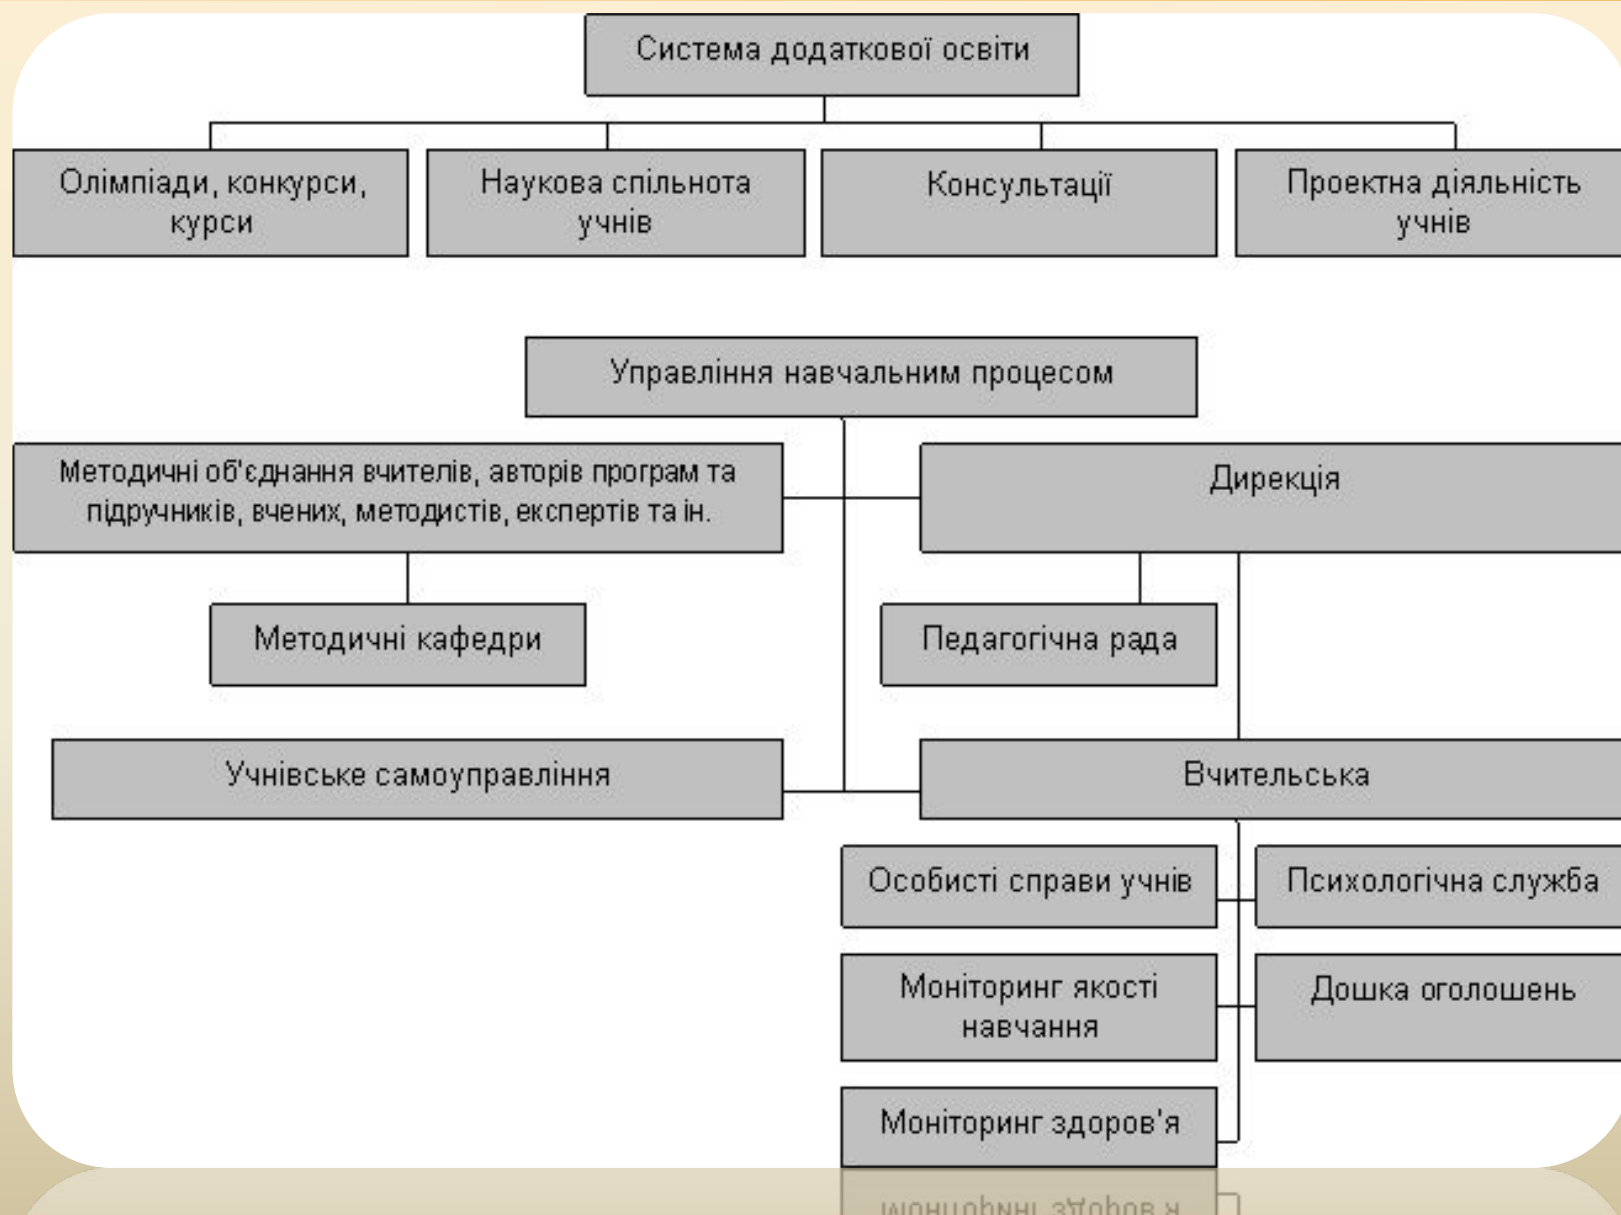 Система додаткової освіти
Олімпіади, конкурси,
курси
Наукова спільнота
учнів
Консультації
Проектна діяльність
учнів
Управління навчальним процесом
Методичні об'єднання вчителів, авторів програм та
підручників, вчених, методистів, експертів та ін.
Дирекція
Методичні кафедри
Педагогічна рада
Учнівське самоуправління
Вчительська
Особисті справи учнів
Психологічна служба
Моніторинг якості
навчання
Дошка оголошень
Моніторинг здоров'я